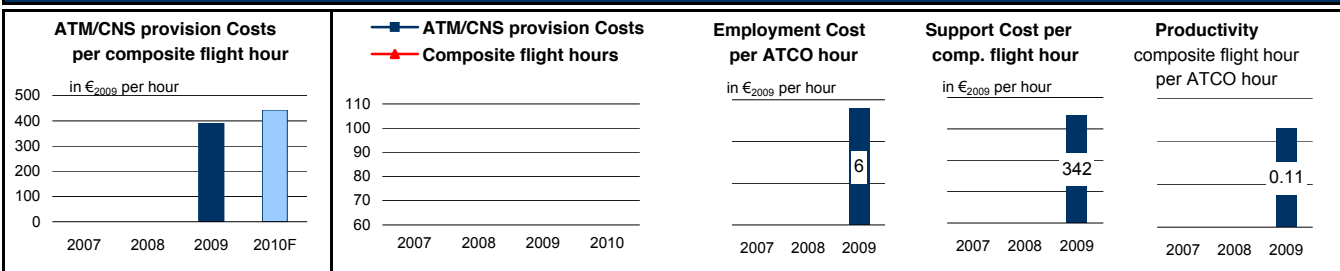 ATM/CNS provision Costs
per composite flight hour
in €2009 per hour
500
400
300
200
100
0
2007 2008 2009 2010F
ATM/CNS provision Costs
Composite flight hours
110
100
90
80
70
60
2007 2008 2009 2010
Employment Cost
per ATCO hour
in €2009 per hour
6
2007 2008 2009
Support Cost per
comp. flight hour
in €2009 per hour
342
2007 2008 2009
Productivity
composite flight hour
per ATCO hour
0.11
2007 2008 2009